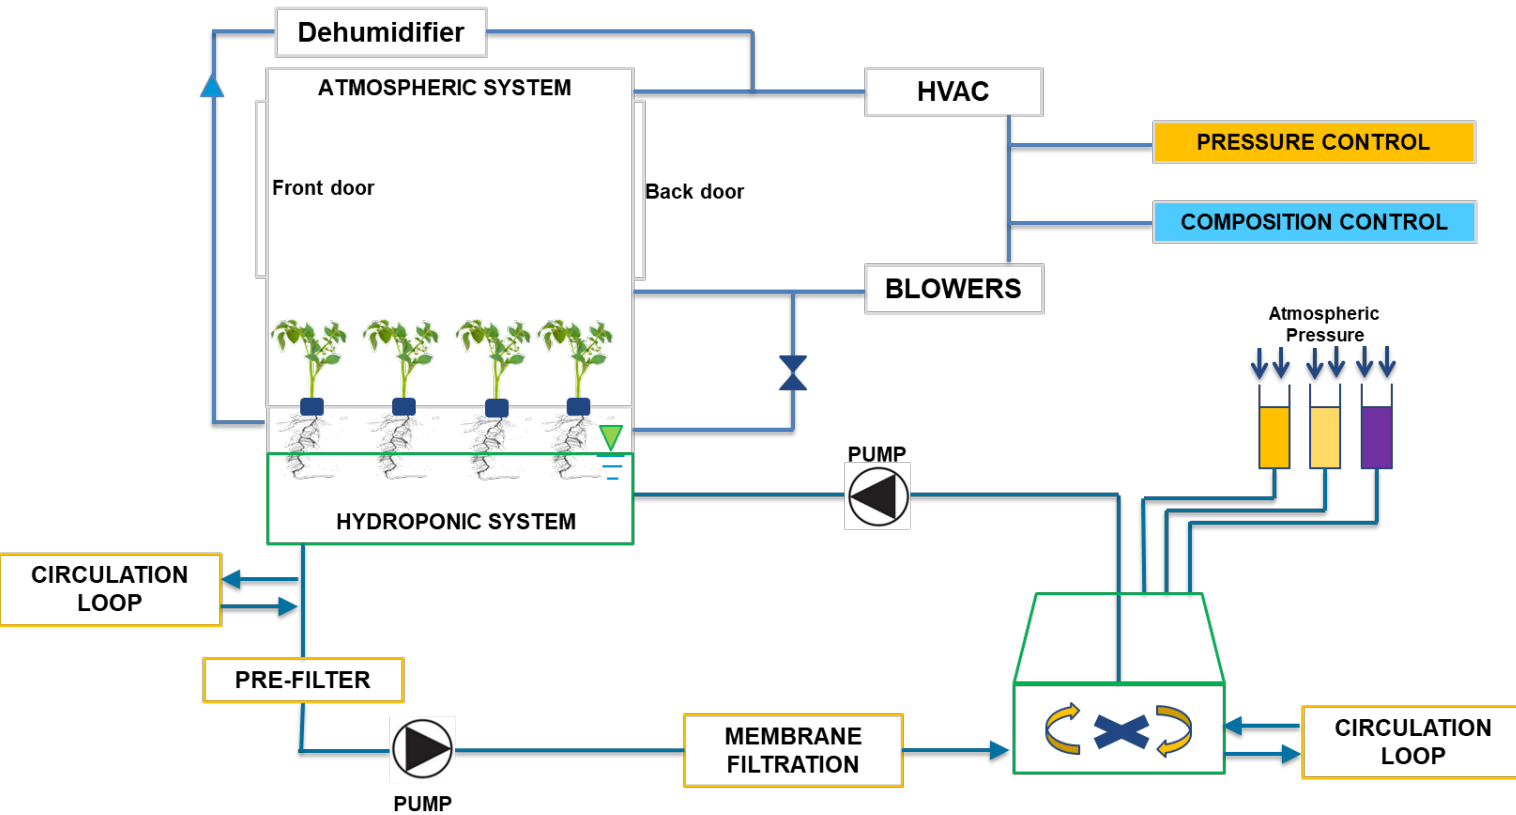 Dehumidifier
ATMOSPHERIC SYSTEM
HVAC
PRESSURE CONTROL
Front door
Back door
COMPOSITION CONTROL
BLOWERS
Atmospheric
Pressure
PUMP
HYDROPONIC SYSTEM
CIRCULATION
LOOP
PRE-FILTER
MEMBRANE
FILTRATION
CIRCULATION
LOOP
PUMP